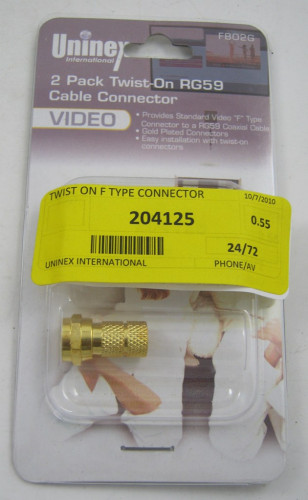 Uninex
international
FB02G
2 Pack Twist-On RG59
Cable Connector
VIDEO
• Provides Standard Video "F" Type
Connector to a RG59 Coaxial Cable
• Gold Plated Connectors
• Easy installation with twist-on
connectors
TWIST ON F TYPE CONNECTOR
10/7/2010
204125
0.55
24/72
UNINEX INTERNATIONAL
PHONE/AV